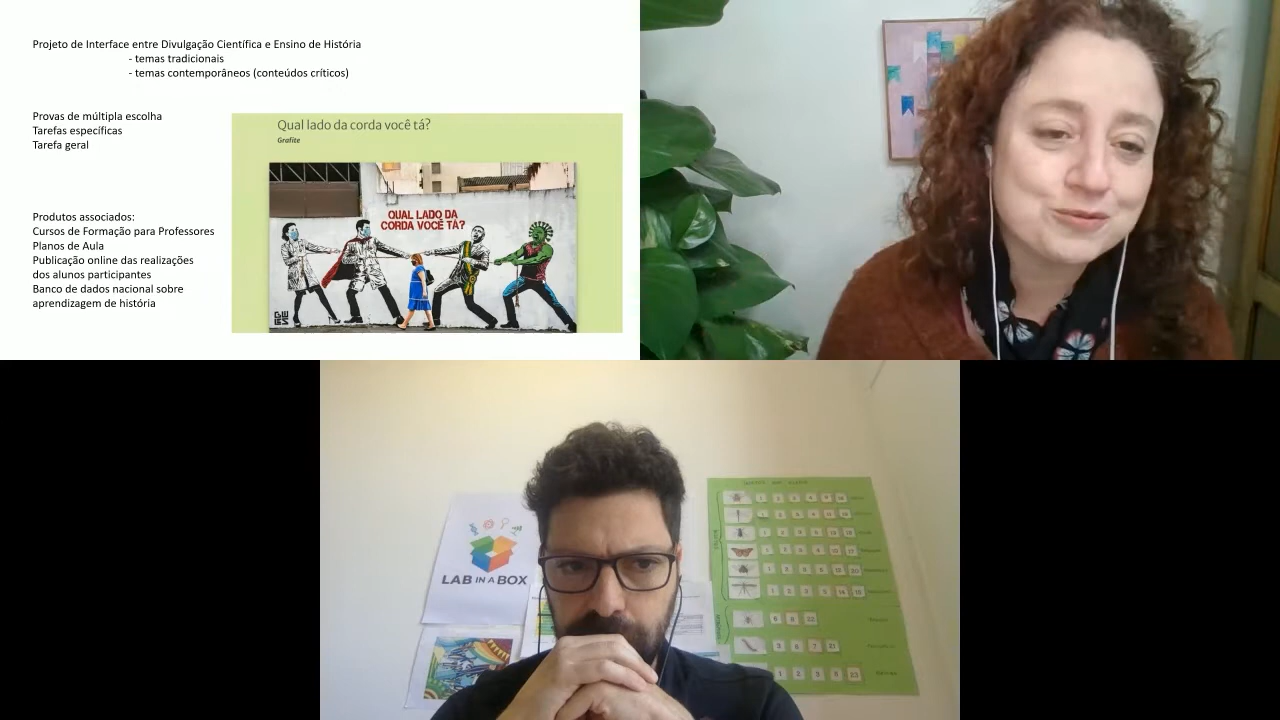 Projeto de Interface entre Divulgação Científica e Ensino de História
- temas tradicionais
- temas contemporâneos (conteúdos críticos)
Provas de múltipla escolha
Tarefas específicas
Tarefa geral
Produtos associados:
Cursos de Formação para Professores
Planos de Aula
Publicação online das realizações
dos alunos participantes
Banco de dados nacional sobre
aprendizagem de história
Qual lado da corda você tá?
Grafite
QUAL LADO DA
CORDA VOCÊ TÁ?
LAB IN A BOX